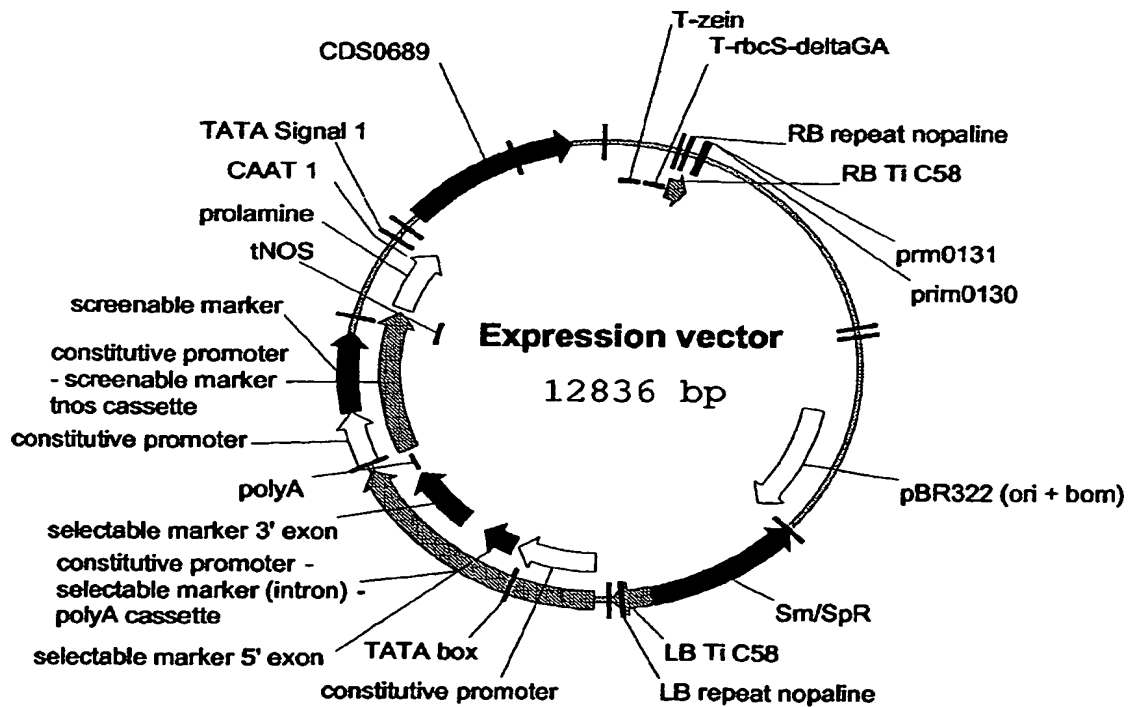 T-zein
T-rbcS-deltaGA
CDS0689
RB repeat nopaline
TATA Signal 1
RB Ti C58
CAAT 1
prolamine
tNOS
prm0131
prim0130
screenable marker
Expression vector
12836 bp
constitutive promoter
- screenable marker
tnos cassette
constitutive promoter
polyA
pBR322 (ori + bom)
selectable marker 3' exon
constitutive promoter -
selectable marker (intron) -
polyA cassette
Sm/SpR
selectable marker 5' exon
TATA box
LB Ti C58
constitutive promoter
LB repeat nopaline